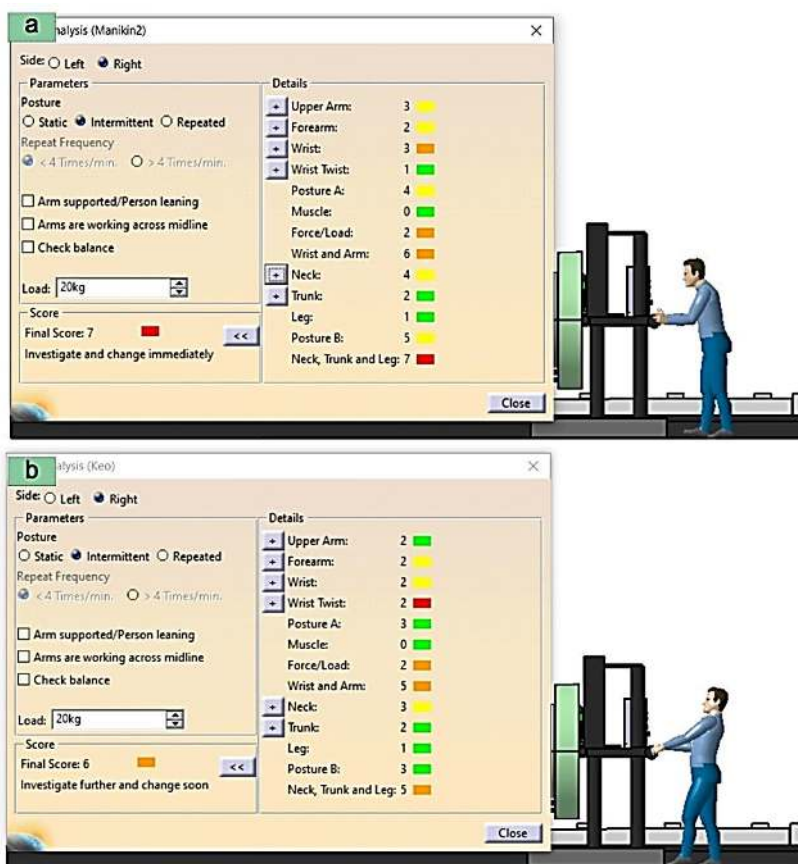 a
nalysis (Manikin2)
Side: Left Right
Parameters
Posture
Static Intermittent Repeated
Repeat Frequency
< 4 Times/min. > 4 Times/min.
Arm supported/Person leaning
Arms are working across midline
Check balance
Load: 20kg
Score
Final Score: 7 <<
Investigate and change immediately
Details
+ Upper Arm: 3
+ Forearm: 2
+ Wrist: 3
+ Wrist Twist: 1
Posture A: 4
Muscle: 0
Force/Load: 2
Wrist and Arm: 6
+ Neck: 4
+ Trunk: 2
Leg: 1
Posture B: 5
Neck, Trunk and Leg: 7
Close
b
alysis (Keo)
Side: Left Right
Parameters
Posture
Static Intermittent Repeated
Repeat Frequency
< 4 Times/min. > 4 Times/min.
Arm supported/Person leaning
Arms are working across midline
Check balance
Load: 20kg
Score
Final Score: 6 <<
Investigate further and change soon
Details
+ Upper Arm: 2
+ Forearm: 2
+ Wrist: 2
+ Wrist Twist: 2
Posture A: 3
Muscle: 0
Force/Load: 2
Wrist and Arm: 5
+ Neck: 3
+ Trunk: 2
Leg: 1
Posture B: 3
Neck, Trunk and Leg: 5
Close